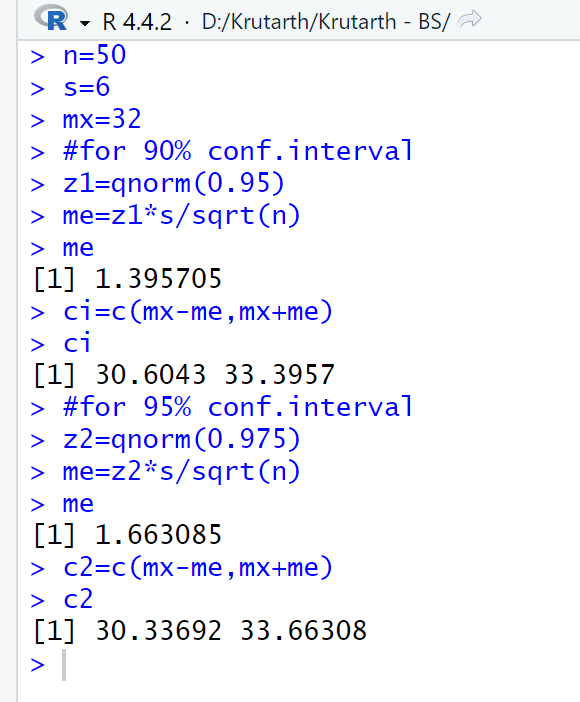 R R 4.4.2 · D:/Krutarth/Krutarth - BS/
> n=50
> s=6
> mx=32
> #for 90% conf.interval
> z1=qnorm(0.95)
> me=z1*s/sqrt(n)
> me
[1] 1.395705
> ci=c(mx-me,mx+me)
> ci
[1] 30.6043 33.3957
> #for 95% conf.interval
> z2=qnorm(0.975)
> me=z2*s/sqrt(n)
> me
[1] 1.663085
> c2=c(mx-me,mx+me)
> c2
[1] 30.33692 33.66308
>